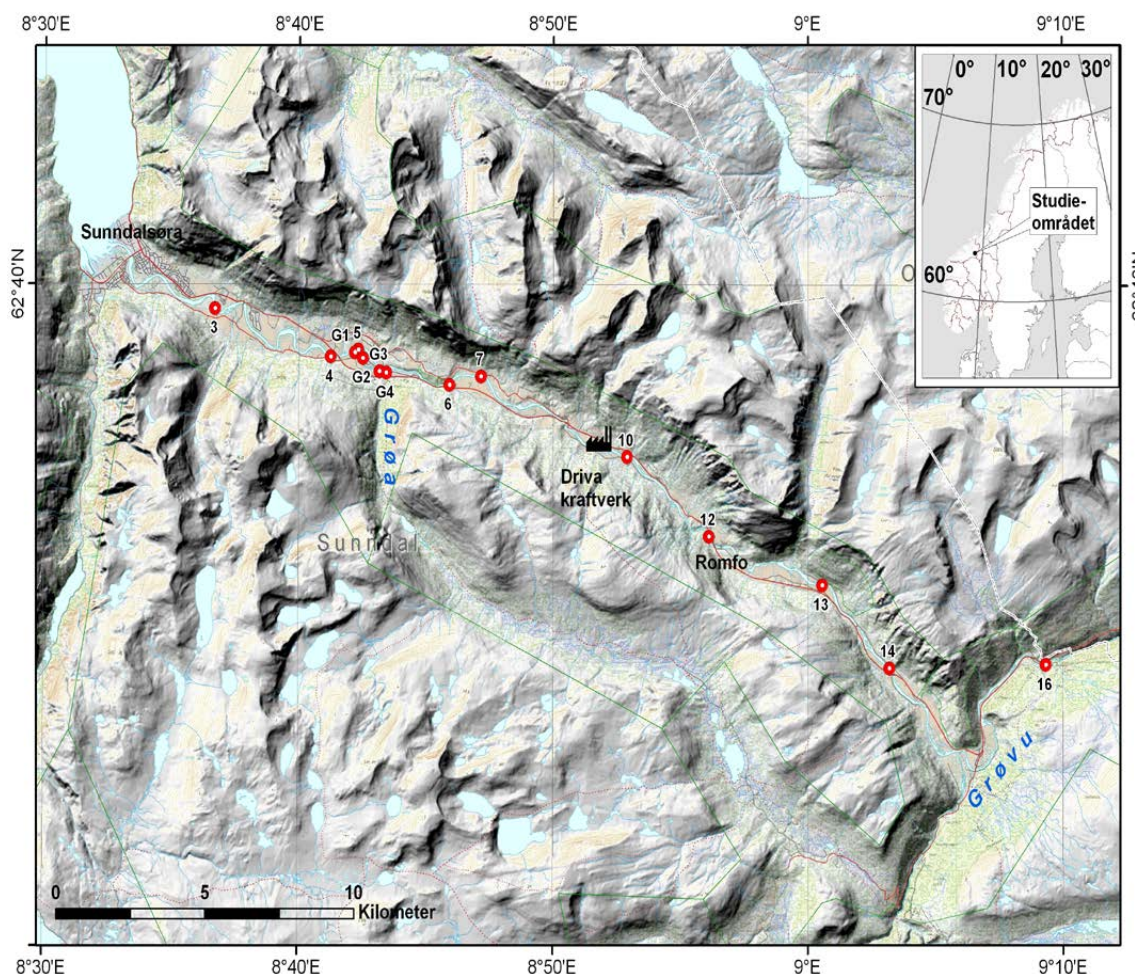 8°30'E
8°40'E
8°50'E
9°E
9°10'E
0°
10°
20°
30°
70°
Studie-
området
60°
Sunndalsøra
62°40'N
O
3
4
G1
5
G3
G2
G4
6
7
10
Grøa
Driva
kraftverk
Sunndal
12
Romfo
13
14
16
Grøvu
0
5
10
Kilometer
8°30'E
8°40'E
8°50'E
9°E
9°10'E